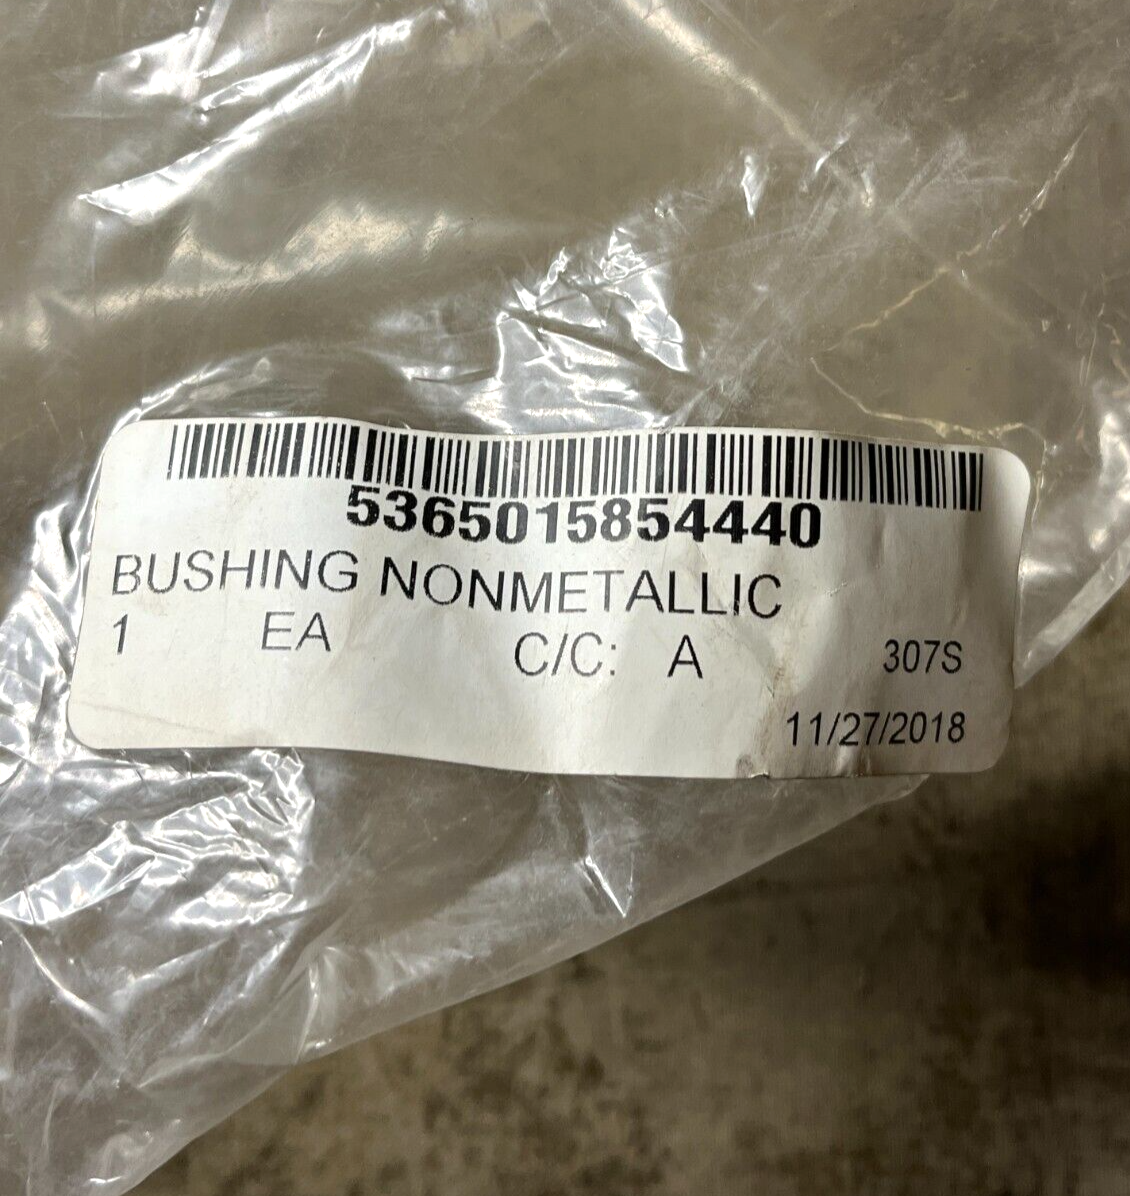 5365015854440
BUSHING NONMETALLIC
1 EA C/C: A 307S
11/27/2018